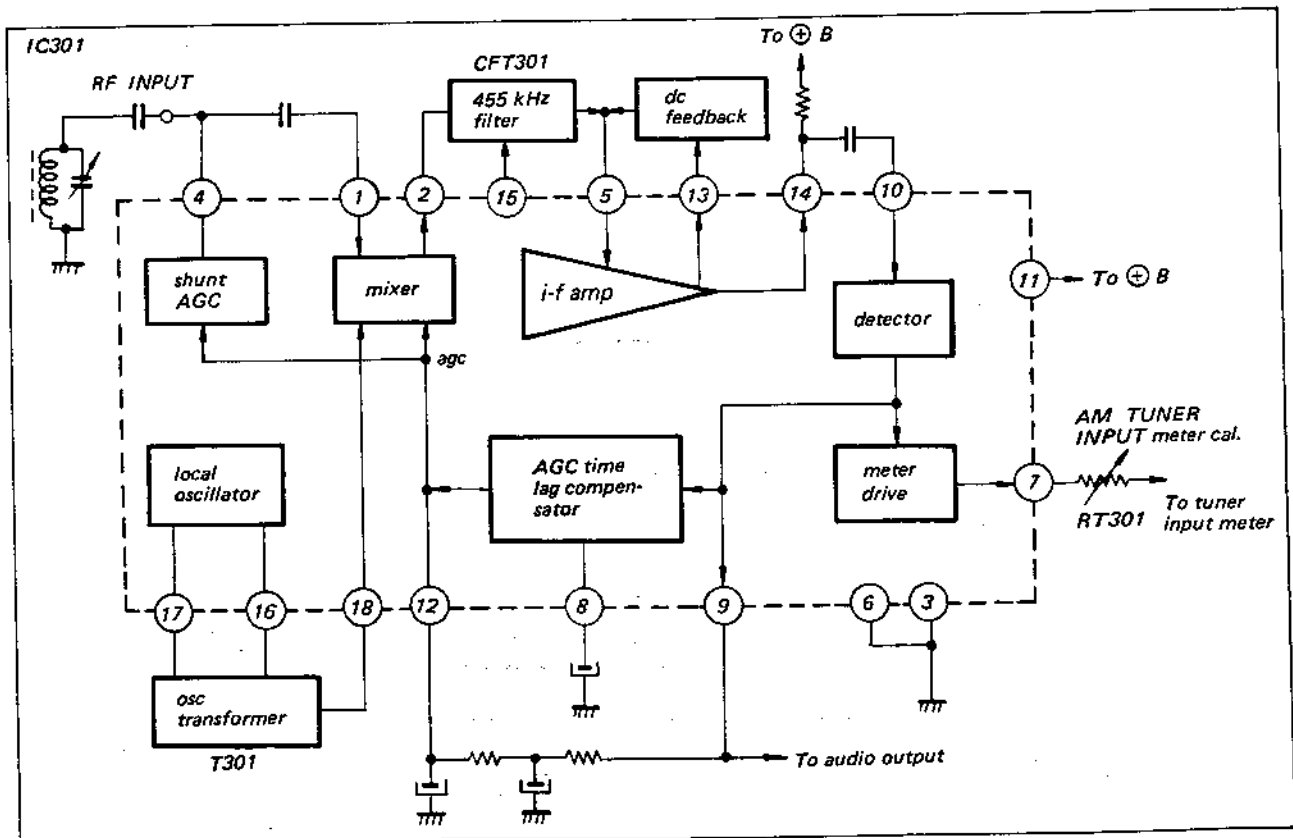 IC301
To ⊕ B
CFT301
RF INPUT
455 kHz
filter
dc
feedback
4
1
2
15
5
13
14
10
shunt
AGC
mixer
i-f amp
detector
11
To ⊕ B
agc
AM TUNER
INPUT meter cal.
local
oscillator
AGC time
lag compen-
sator
meter
drive
7
RT301
To tuner
input meter
17
16
18
12
8
9
6
3
osc
transformer
T301
To audio output